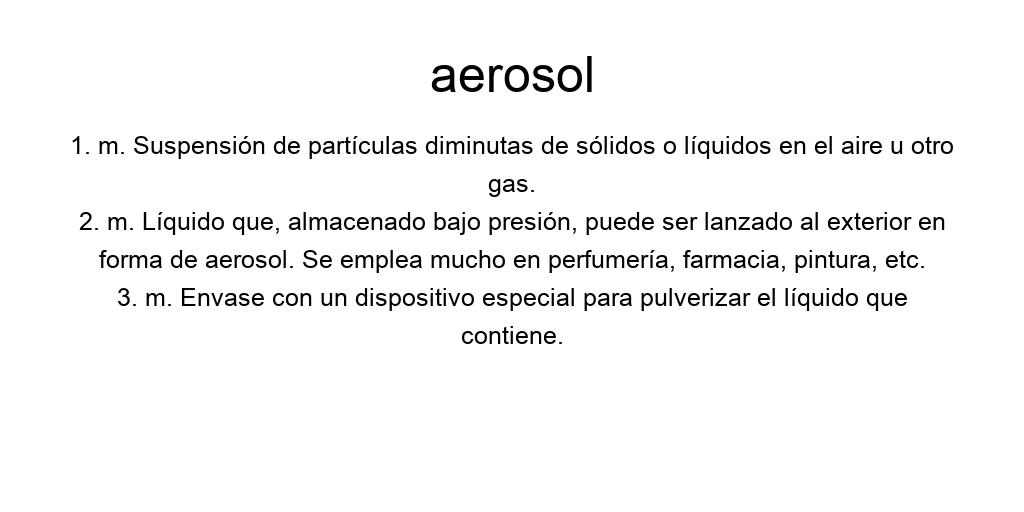 aerosol
1. m. Suspensión de partículas diminutas de sólidos o líquidos en el aire u otro
gas.
2. m. Líquido que, almacenado bajo presión, puede ser lanzado al exterior en
forma de aerosol. Se emplea mucho en perfumería, farmacia, pintura, etc.
3. m. Envase con un dispositivo especial para pulverizar el líquido que
contiene.